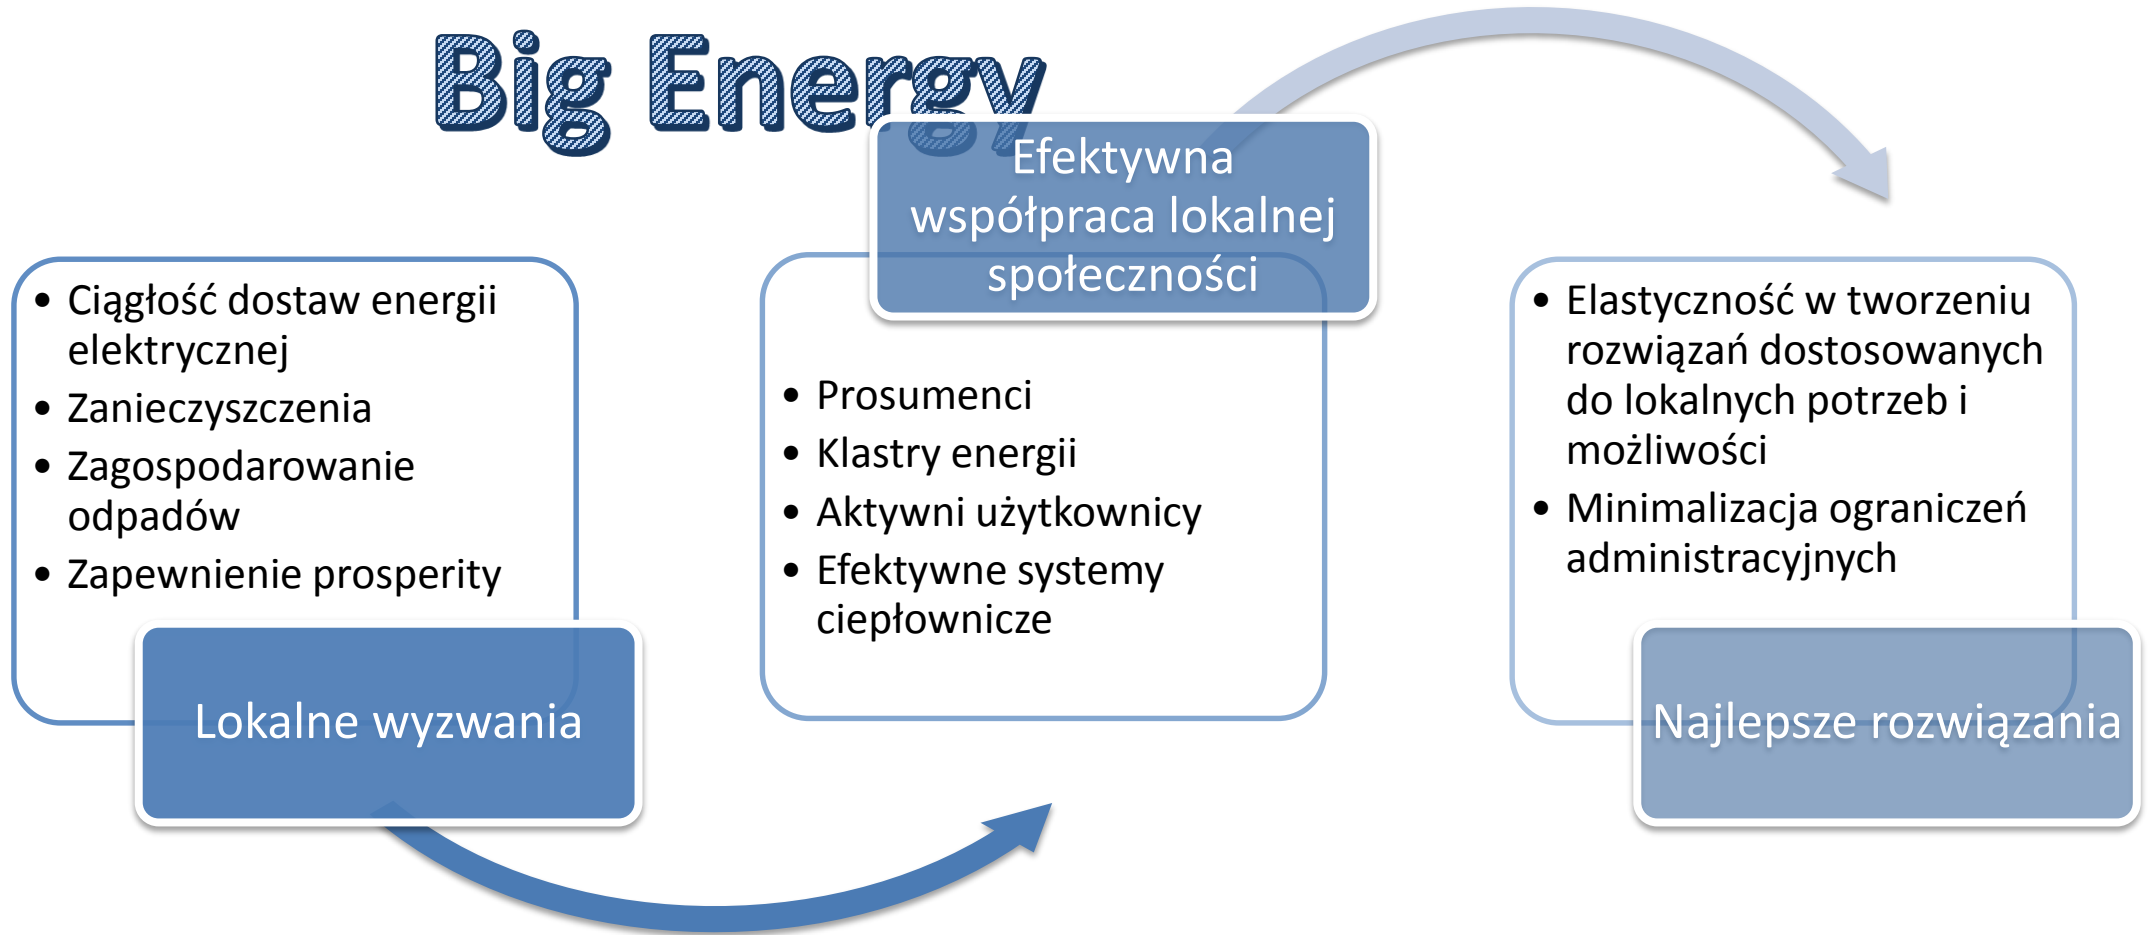 Big Energy
• Ciągłość dostaw energii
elektrycznej
• Zanieczyszczenia
• Zagospodarowanie
odpadów
• Zapewnienie prosperity
Lokalne wyzwania
Efektywna
współpraca lokalnej
społeczności
• Prosumenci
• Klastry energii
• Aktywni użytkownicy
• Efektywne systemy
ciepłownicze
• Elastyczność w tworzeniu
rozwiązań dostosowanych
do lokalnych potrzeb i
możliwości
• Minimalizacja ograniczeń
administracyjnych
Najlepsze rozwiązania